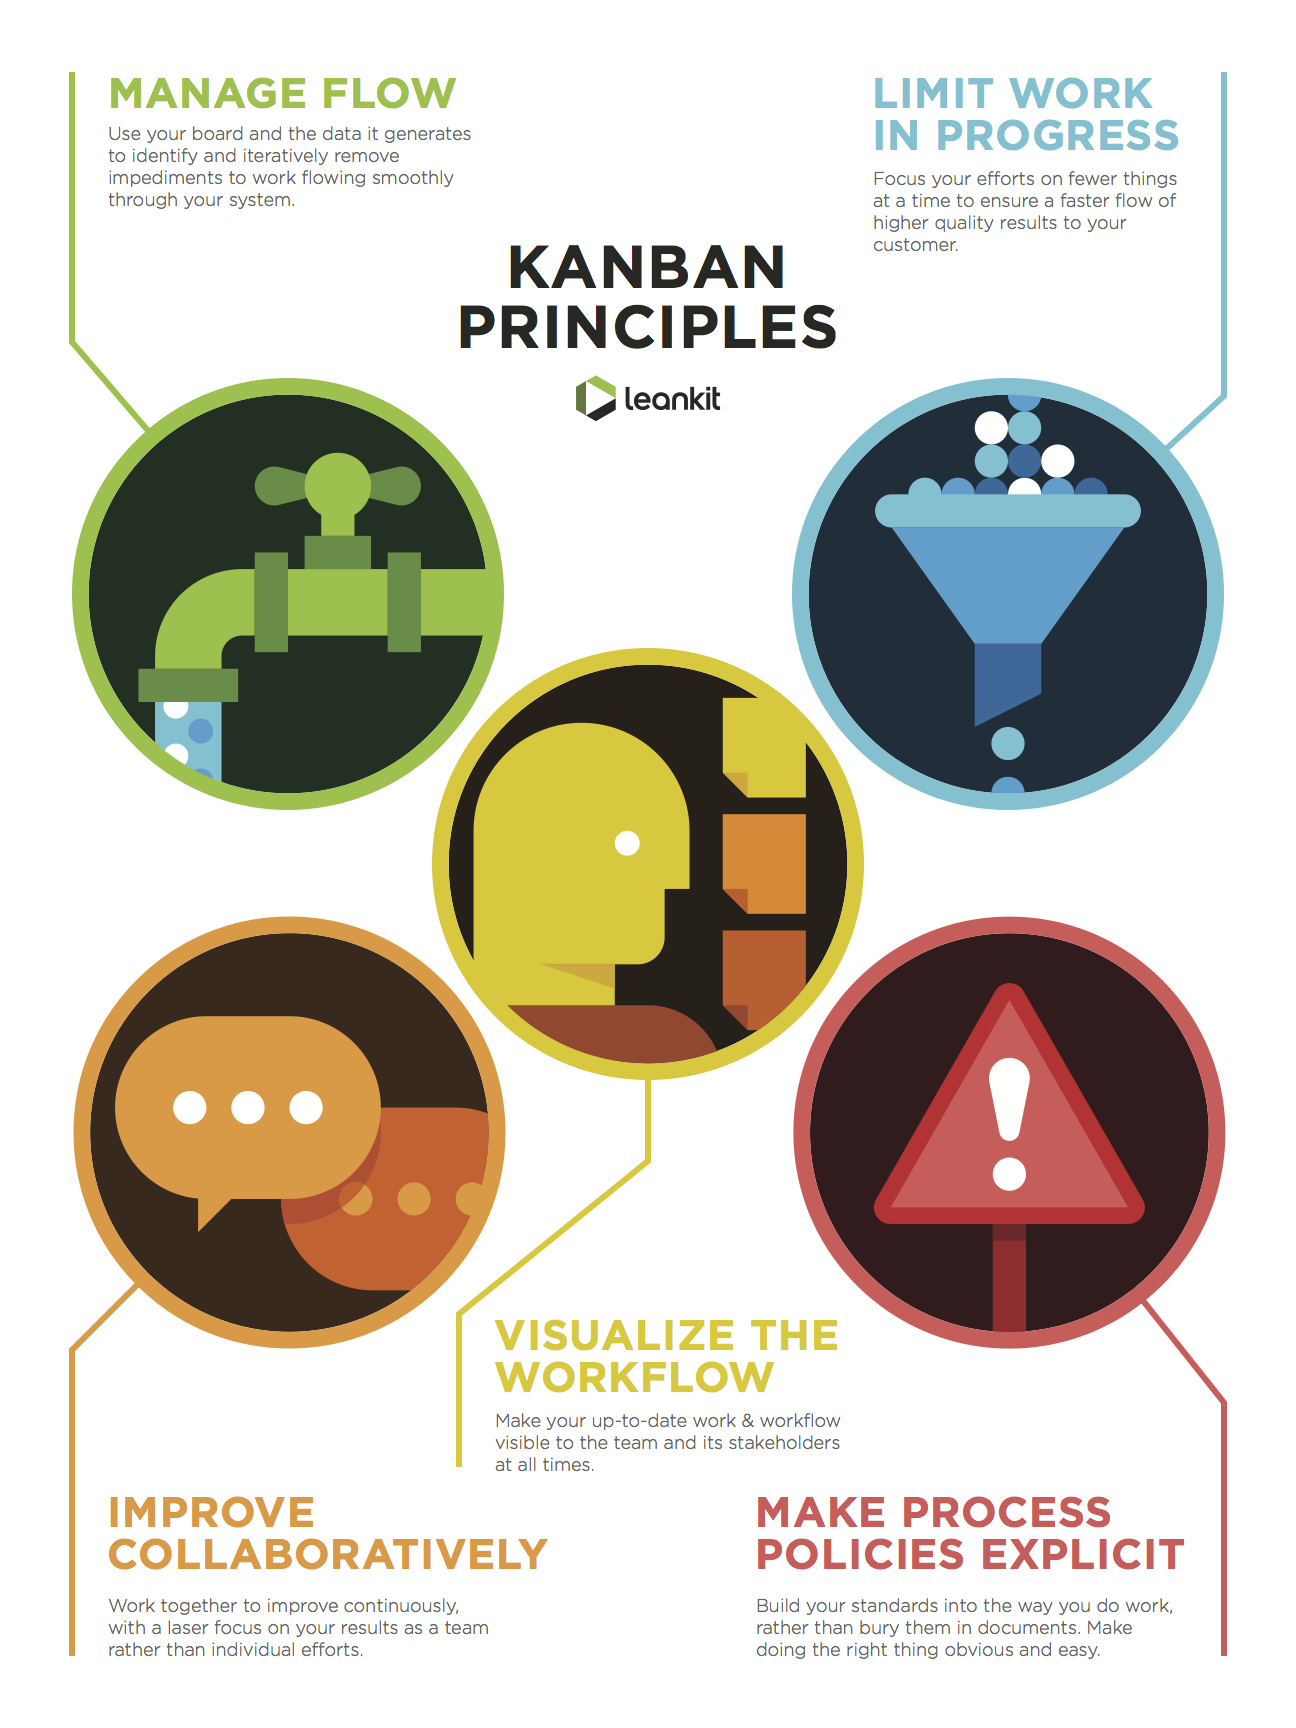 MANAGE FLOW
Use your board and the data it generates
to identify and iteratively remove
impediments to work flowing smoothly
through your system.
LIMIT WORK
IN PROGRESS
Focus your efforts on fewer things
at a time to ensure a faster flow of
higher quality results to your
customer.
KANBAN
PRINCIPLES
leankit
VISUALIZE THE
WORKFLOW
Make your up-to-date work & workflow
visible to the team and its stakeholders
at all times.
IMPROVE
COLLABORATIVELY
Work together to improve continuously,
with a laser focus on your results as a team
rather than individual efforts.
MAKE PROCESS
POLICIES EXPLICIT
Build your standards into the way you do work,
rather than bury them in documents. Make
doing the right thing obvious and easy.